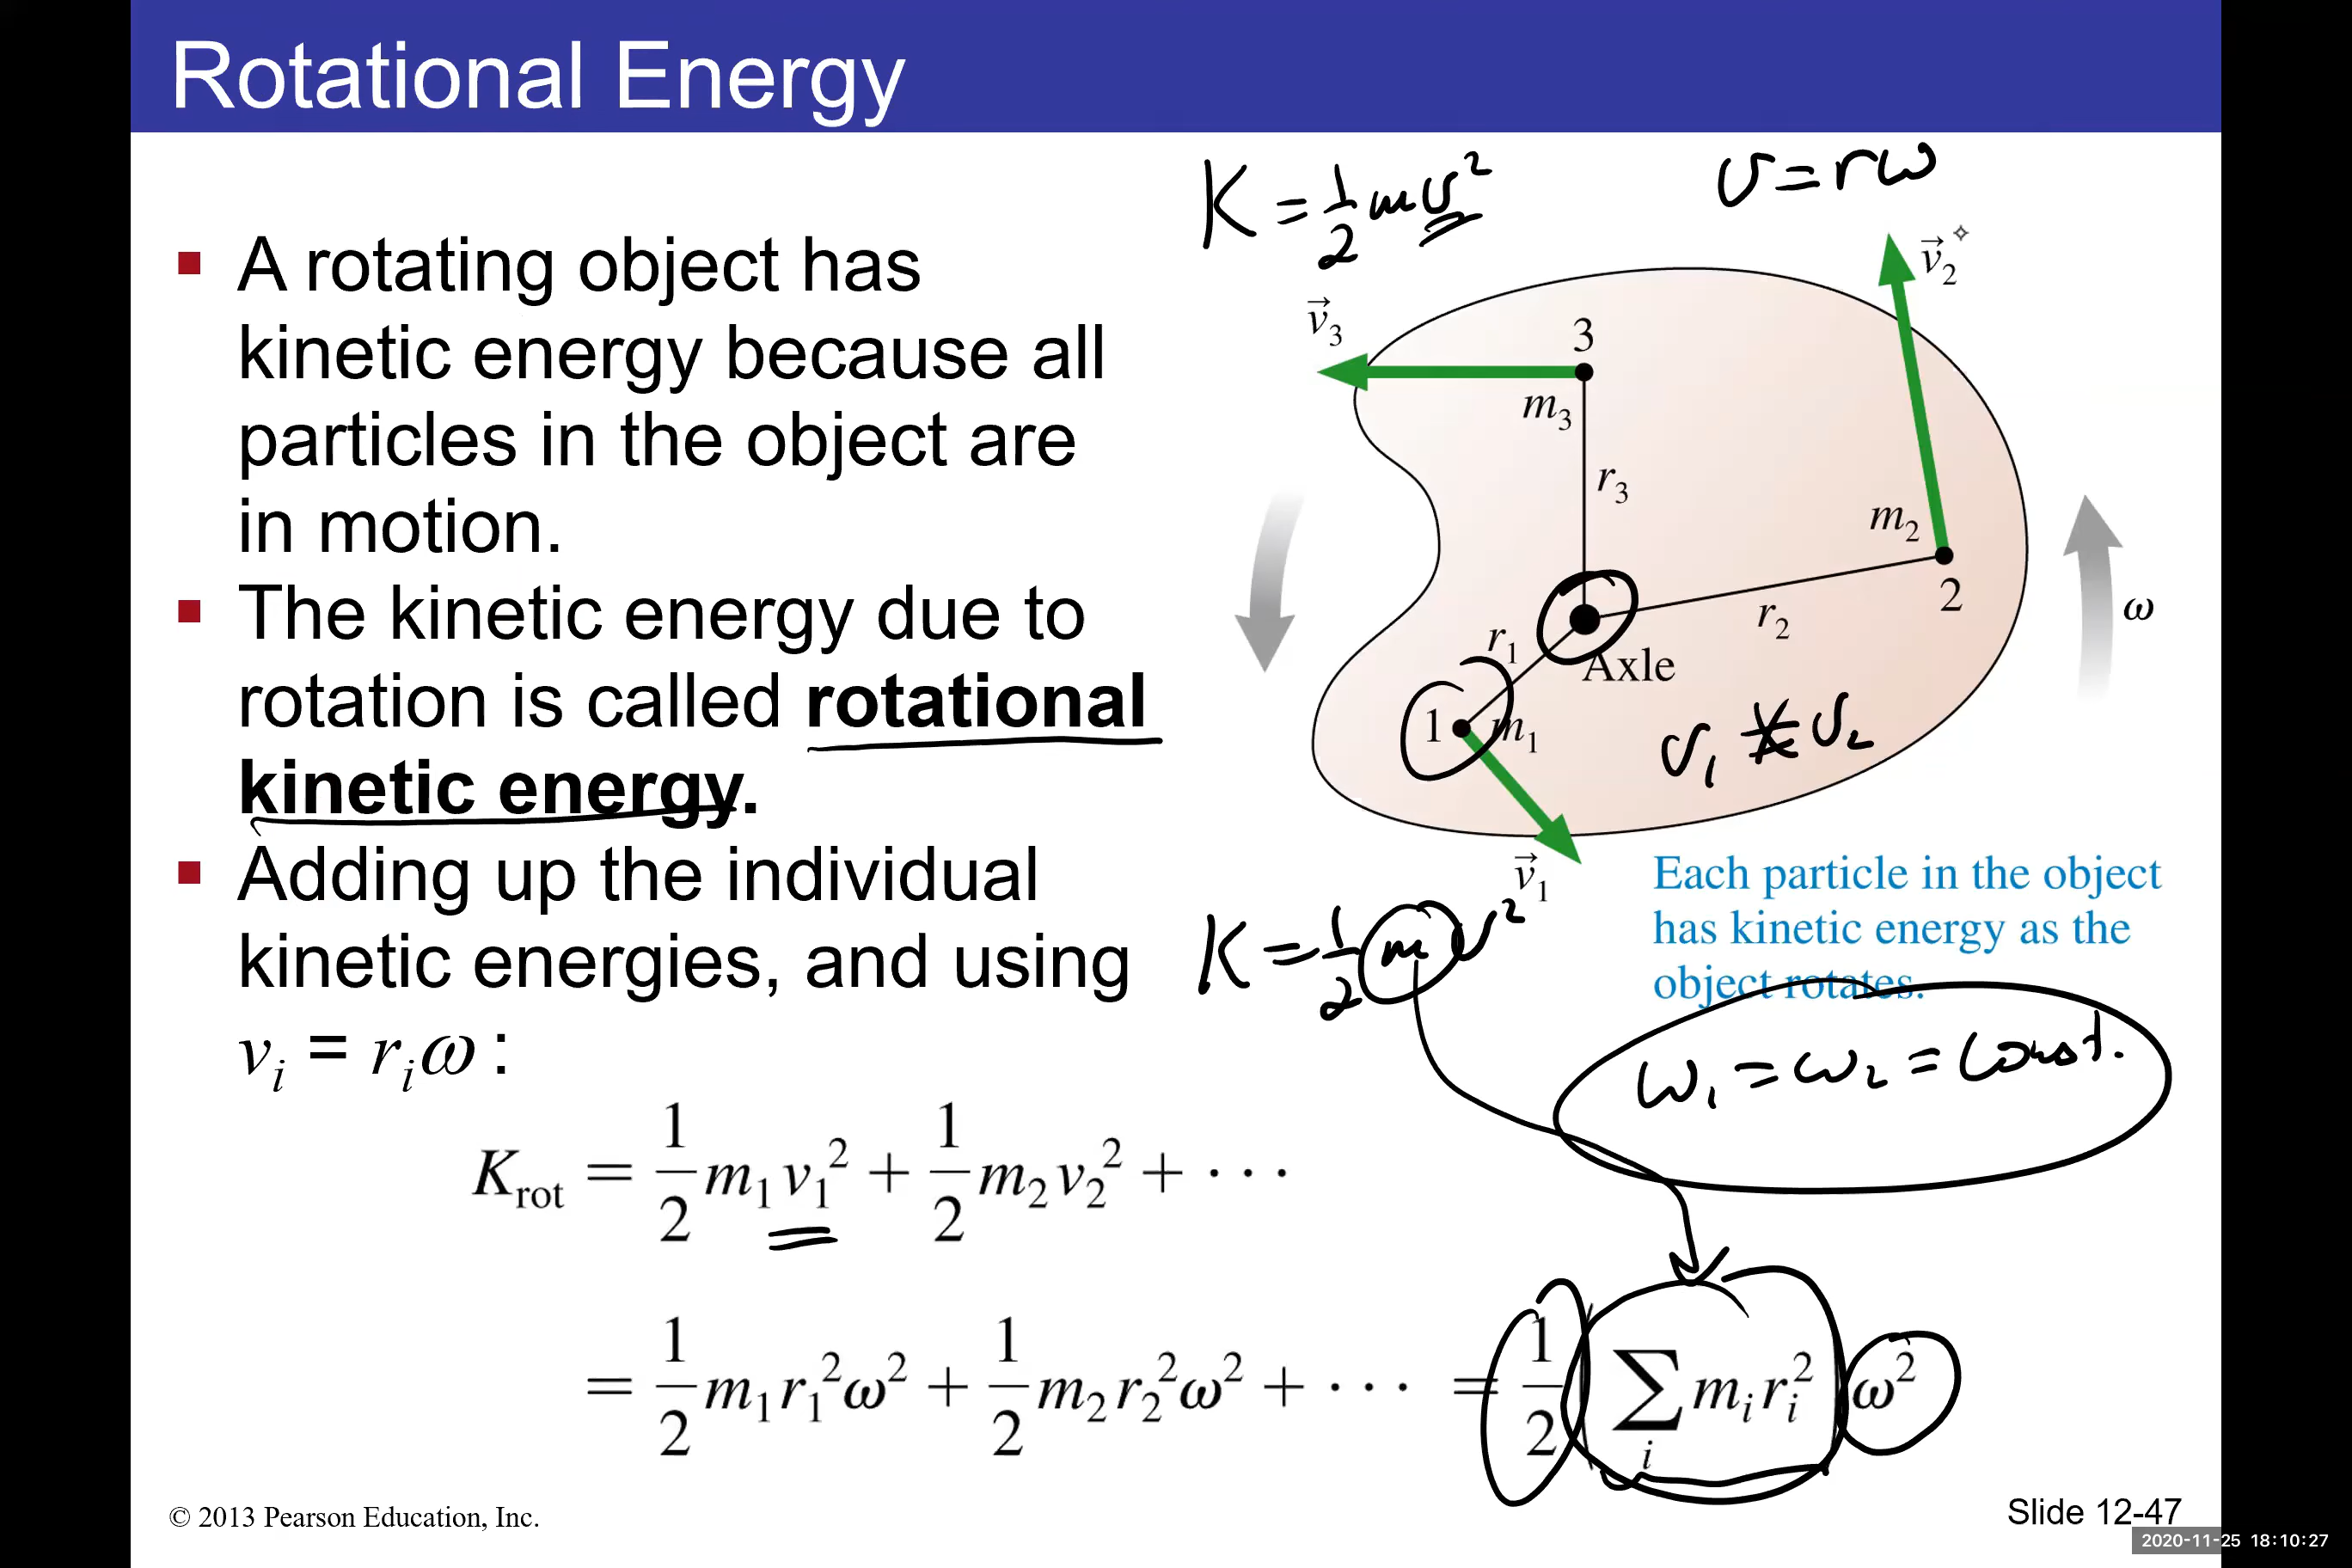 Rotational Energy
A rotating object has
kinetic energy because all
particles in the object are
in motion.
The kinetic energy due to
rotation is called rotational
kinetic energy.
Adding up the individual
kinetic energies, and using
vᵢ = rᵢω :
K = 1/2 mv²
v = rω
v⃗₂
v⃗₃
3
m₃
r₃
m₂
2
r₂
ω
r₁
Axle
1
m₁
v₁ ≠ v₂
v⃗₁
Each particle in the object
has kinetic energy as the
object rotates.
K = 1/2 mv²
ω₁ = ω₂ = const.
K_rot = 1/2 m₁v₁² + 1/2 m₂v₂² + ···
= 1/2 m₁r₁²ω² + 1/2 m₂r₂²ω² + ··· = 1/2 (∑ᵢ mᵢrᵢ²) ω²
© 2013 Pearson Education, Inc.
Slide 12-47
2020-11-25 18:10:27